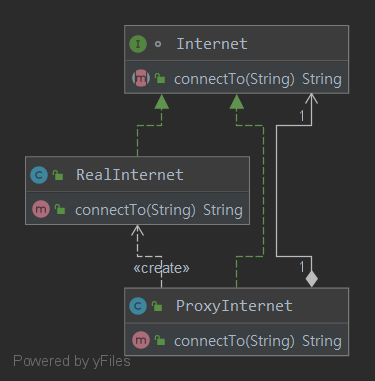 I Internet
m connectTo(String) String
1
C RealInternet
m connectTo(String) String
«create»
1
C ProxyInternet
m connectTo(String) String
Powered by yFiles